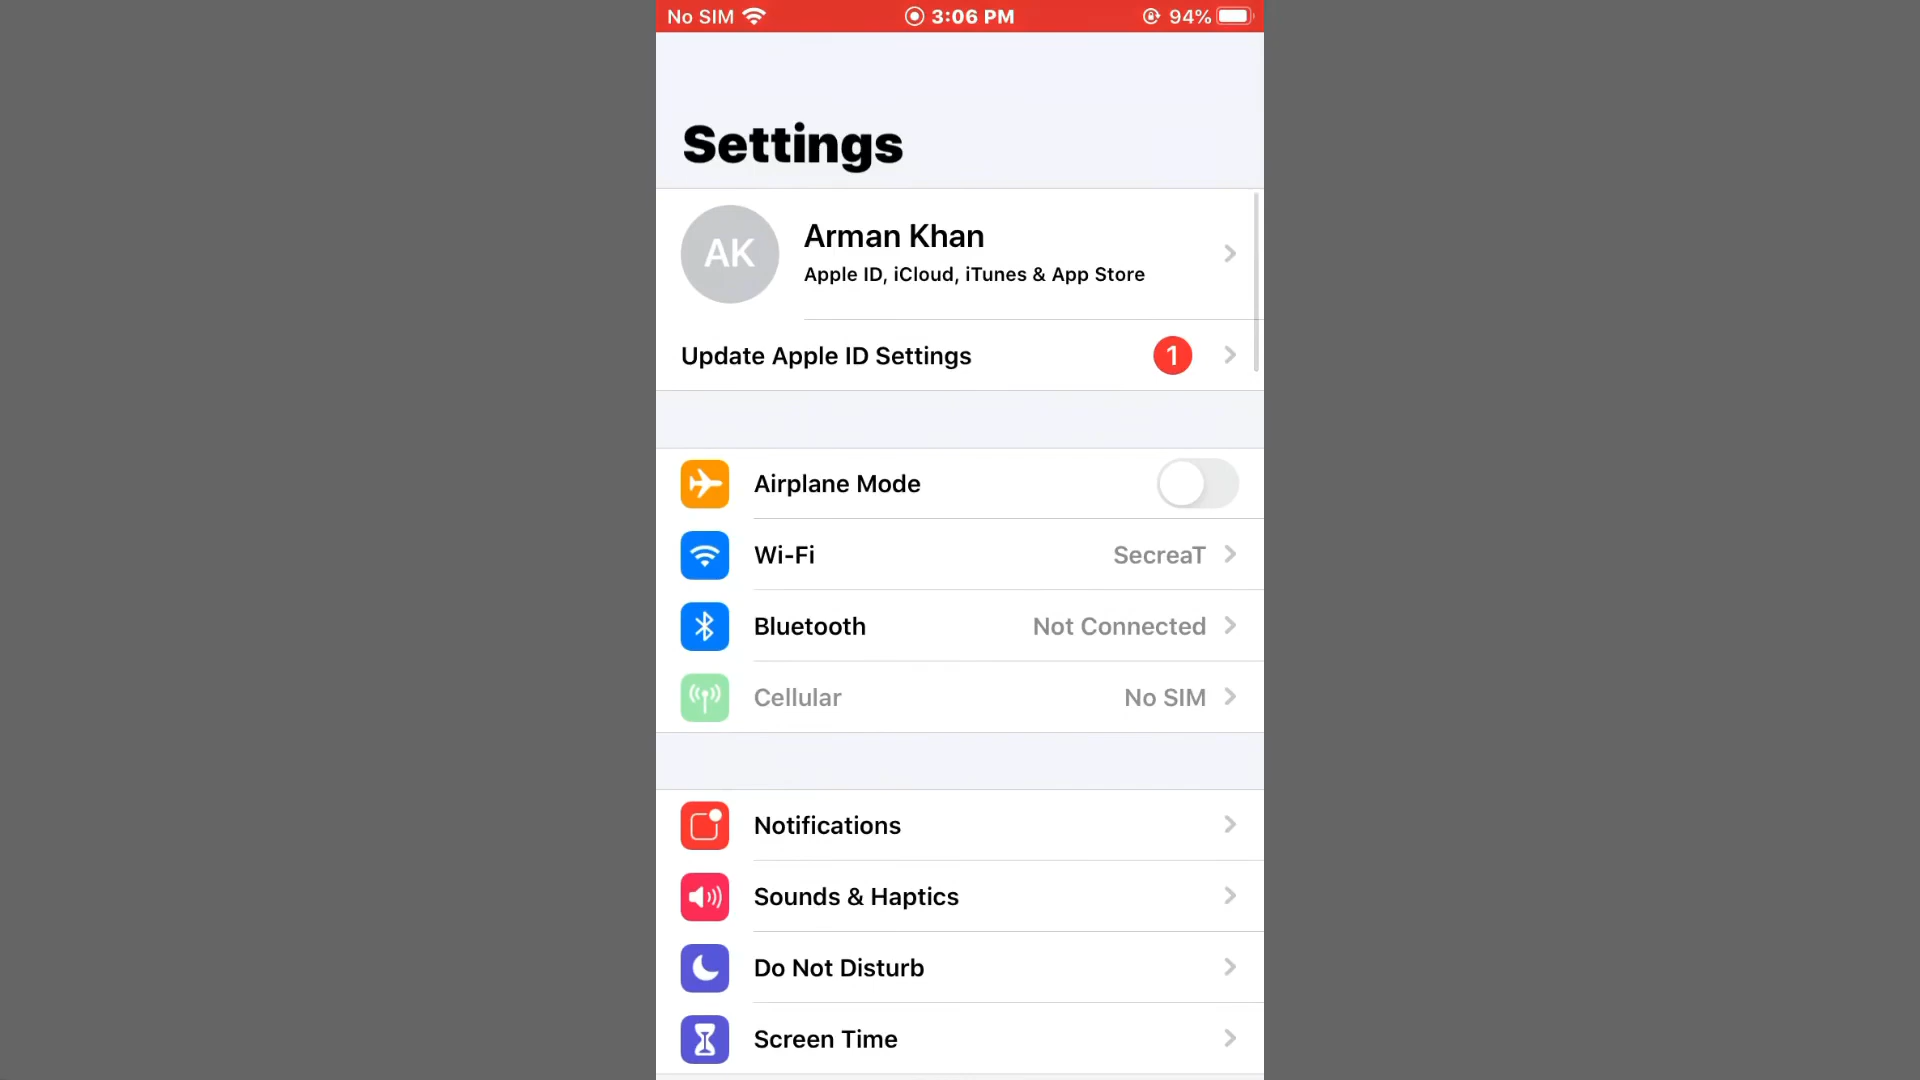 No SIM 3:06 PM 94%
Settings
AK
Arman Khan
Apple ID, iCloud, iTunes & App Store
Update Apple ID Settings 1
Airplane Mode
Wi-Fi SecreaT
Bluetooth Not Connected
Cellular No SIM
Notifications
Sounds & Haptics
Do Not Disturb
Screen Time